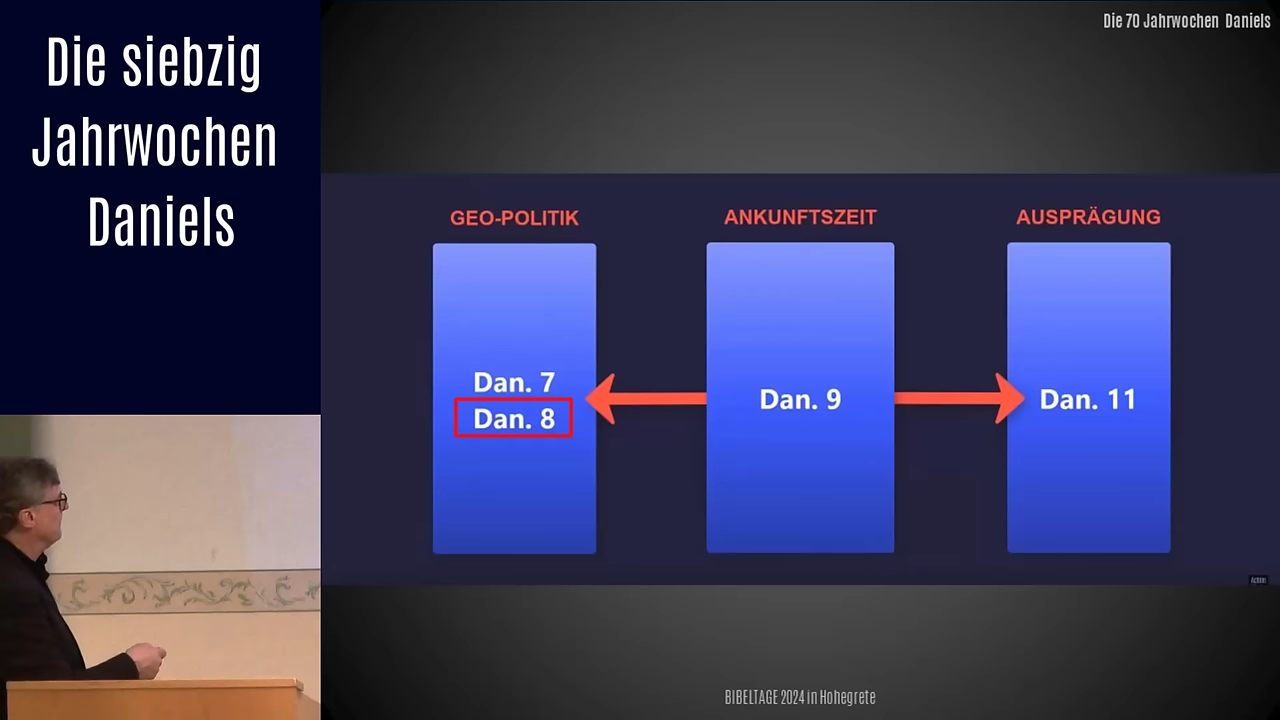 Die siebzig
Jahrwochen
Daniels
Die 70 Jahrwochen Daniels
GEO-POLITIK
ANKUNFTSZEIT
AUSPRÄGUNG
Dan. 7
Dan. 8
Dan. 9
Dan. 11
BIBELTAGE 2024 in Hohegrete